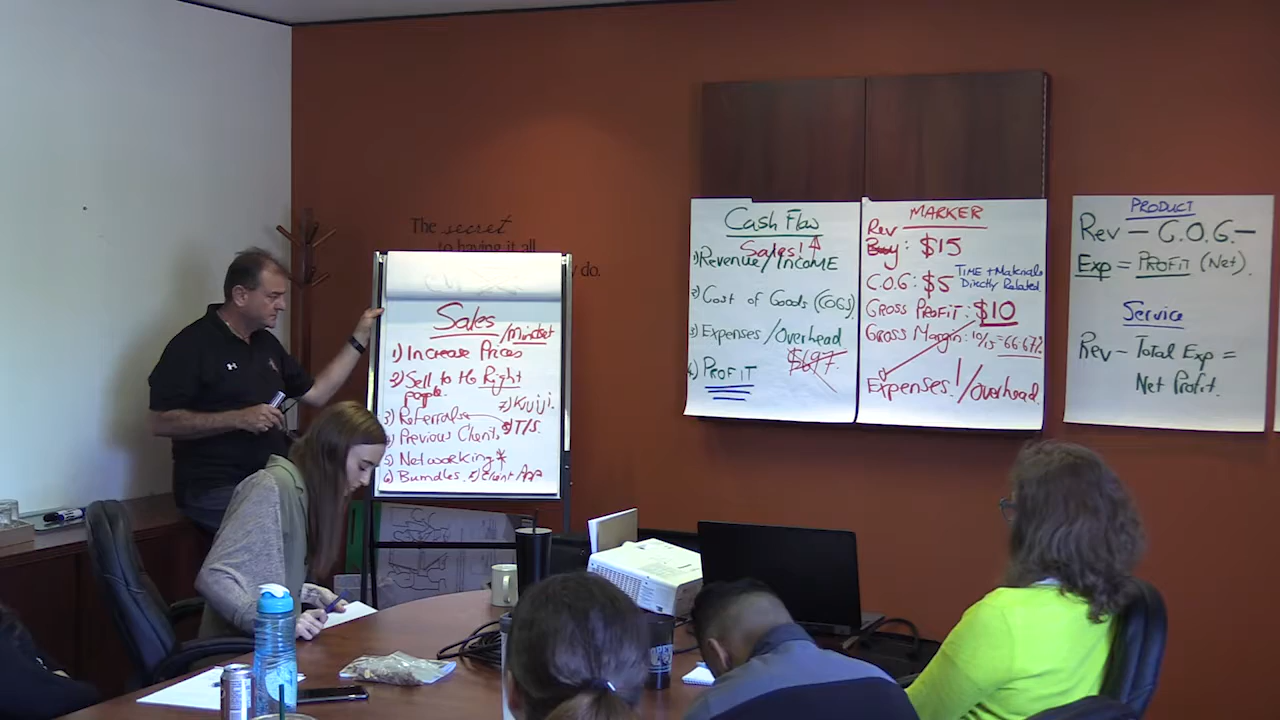 The secret
to having it all
do.
Sales
/Mindset
1) Increase Prices
2) Sell to the Right
people.
3) Referrals
7) Kijiji.
4) Previous Clients
8) T/S.
5) Networking*
6) Bundles.
Client App
Cash Flow
Sales!
1) Revenue/Income
2) Cost of Goods (COGS)
3) Expenses/Overhead
$697.
4) PROFIT
MARKER
Rev
Buy: $15
C.O.G: $5 TIME + Materials
Directly Related
GROSS PROFIT: $10
Gross Margin: 10/15=66.67%
Expenses!/Overhead.
PRODUCT
Rev — C.O.G. —
Exp = PROFIT (Net).
Service
Rev - Total Exp =
Net Profit.